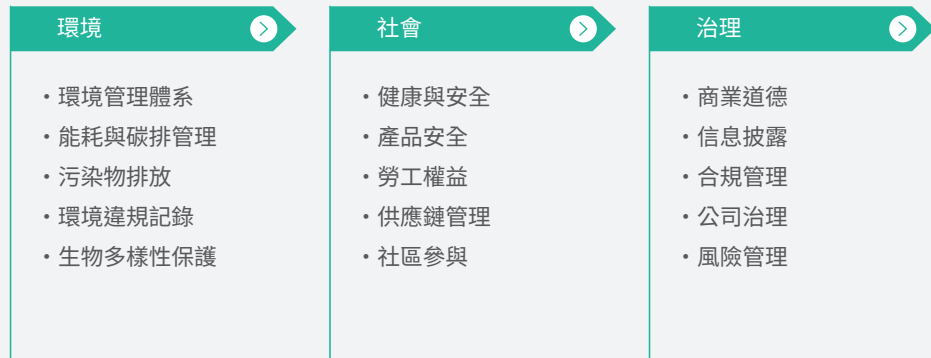 環境
・環境管理體系
・能耗與碳排管理
・污染物排放
・環境違規記錄
・生物多樣性保護
社會
・健康與安全
・產品安全
・勞工權益
・供應鏈管理
・社區參與
治理
・商業道德
・信息披露
・合規管理
・公司治理
・風險管理